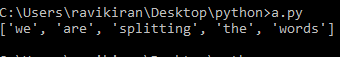 C:\Users\ravikiran\Desktop\python>a.py
['we', 'are', 'splitting', 'the', 'words']